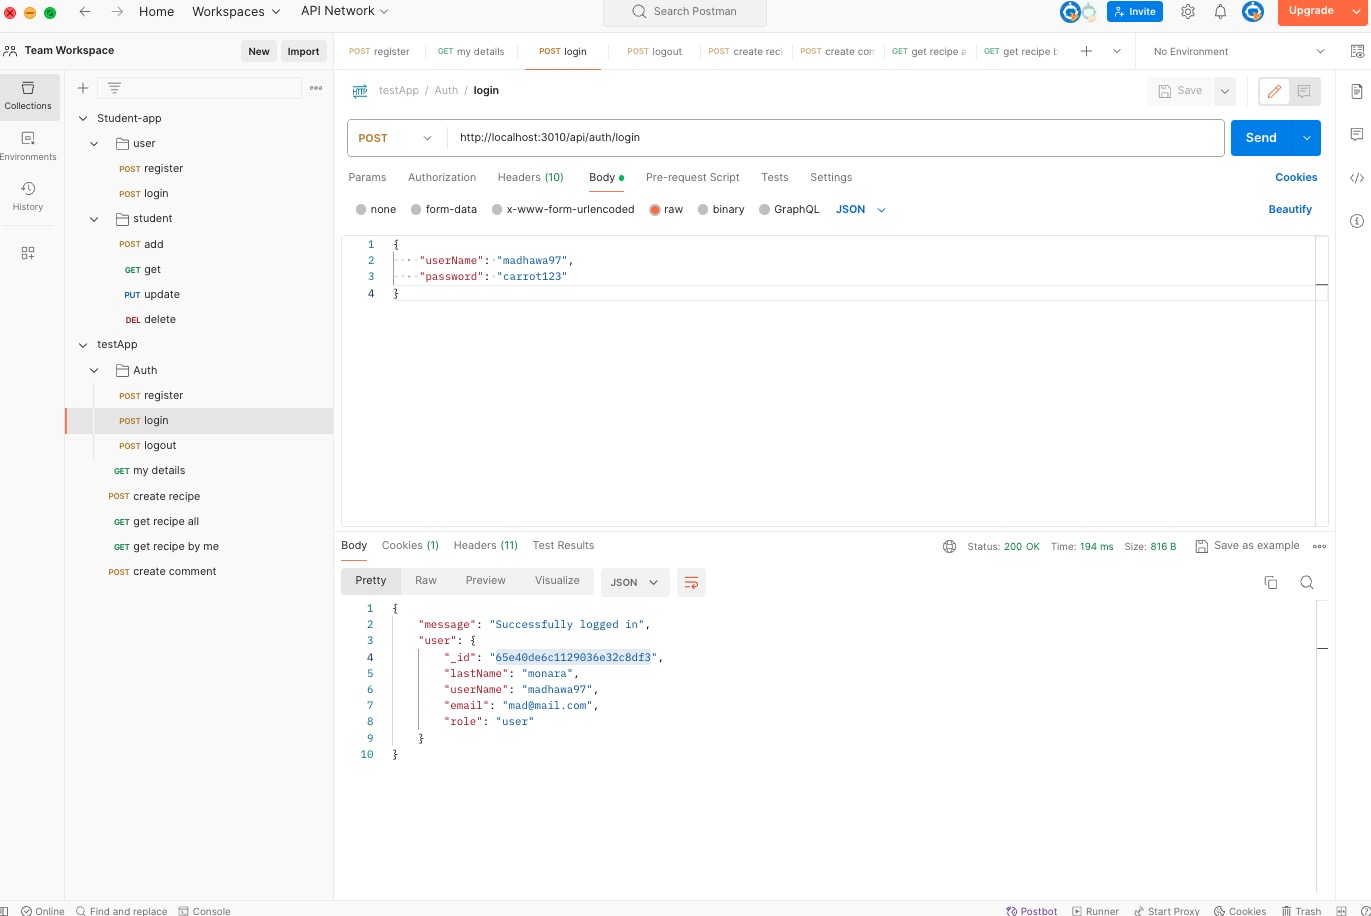 Home Workspaces API Network Search Postman Invite Upgrade
Team Workspace New Import
POST register GET my details POST login POST logout POST create reci POST create con GET recipe a GET get recipe b No Environment
Collections
Environments
History
Student-app
user
POST register
POST login
student
POST add
GET get
PUT update
DEL delete
testApp
Auth
POST register
POST login
POST logout
GET my details
POST create recipe
GET get recipe all
GET get recipe by me
POST create comment
HTTP testApp / Auth / login Save
POST http://localhost:3010/api/auth/login Send
Params Authorization Headers (10) Body Pre-request Script Tests Settings Cookies
none form-data x-www-form-urlencoded raw binary GraphQL JSON Beautify
1 {
2 "userName": "madhawa97",
3 "password": "carrot123"
4 }
Body Cookies (1) Headers (11) Test Results Status: 200 OK Time: 194 ms Size: 816 B Save as example
Pretty Raw Preview Visualize JSON
1 {
2 "message": "Successfully logged in",
3 "user": {
4 "_id": "65e40de6c1129036e32c8df3",
5 "lastName": "monara",
6 "userName": "madhawa97",
7 "email": "mad@mail.com",
8 "role": "user"
9 }
10 }
Online Find and replace Console Postbot Runner Start Proxy Cookies Trash